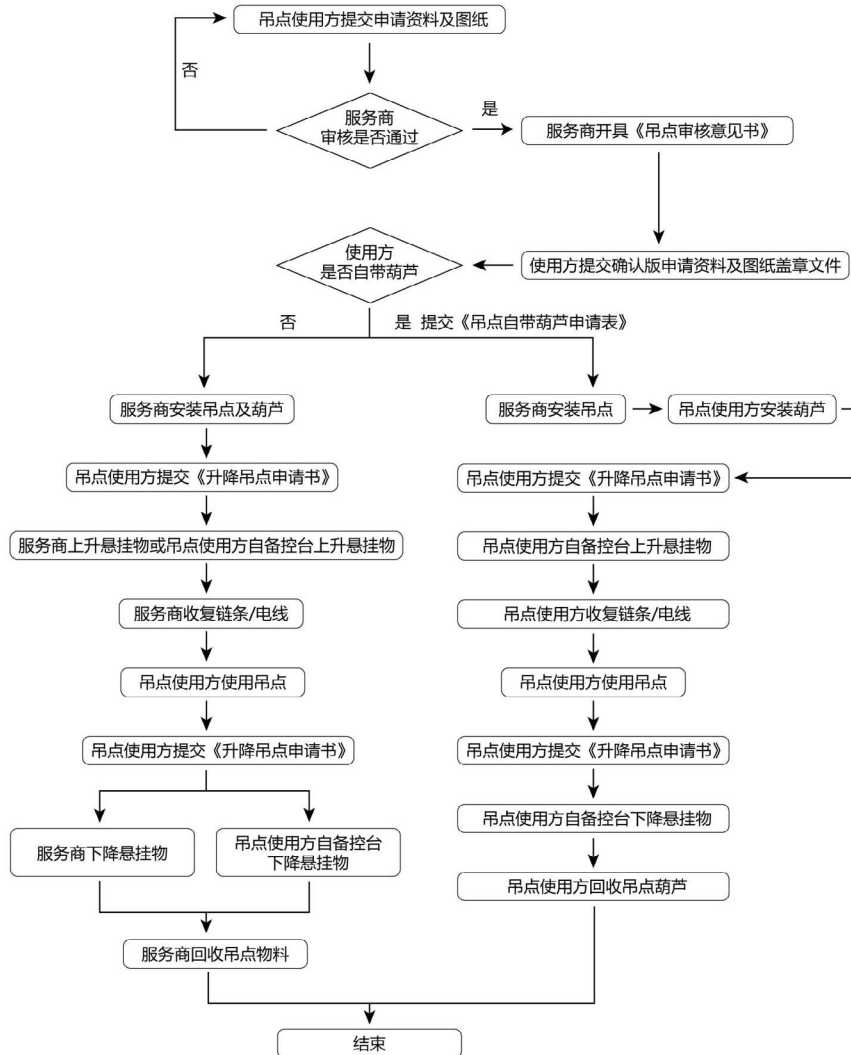 吊点使用方提交申请资料及图纸
否
服务商
审核是否通过
是
服务商开具《吊点审核意见书》
使用方
是否自带葫芦
使用方提交确认版申请资料及图纸盖章文件
否
是 提交《吊点自带葫芦申请表》
服务商安装吊点及葫芦
服务商安装吊点
吊点使用方安装葫芦
吊点使用方提交《升降吊点申请书》
吊点使用方提交《升降吊点申请书》
服务商上升悬挂物或吊点使用方自备控台上升悬挂物
吊点使用方自备控台上升悬挂物
服务商收复链条/电线
吊点使用方收复链条/电线
吊点使用方使用吊点
吊点使用方使用吊点
吊点使用方提交《升降吊点申请书》
吊点使用方提交《升降吊点申请书》
服务商下降悬挂物
吊点使用方自备控台
下降悬挂物
吊点使用方自备控台下降悬挂物
吊点使用方回收吊点葫芦
服务商回收吊点物料
结束